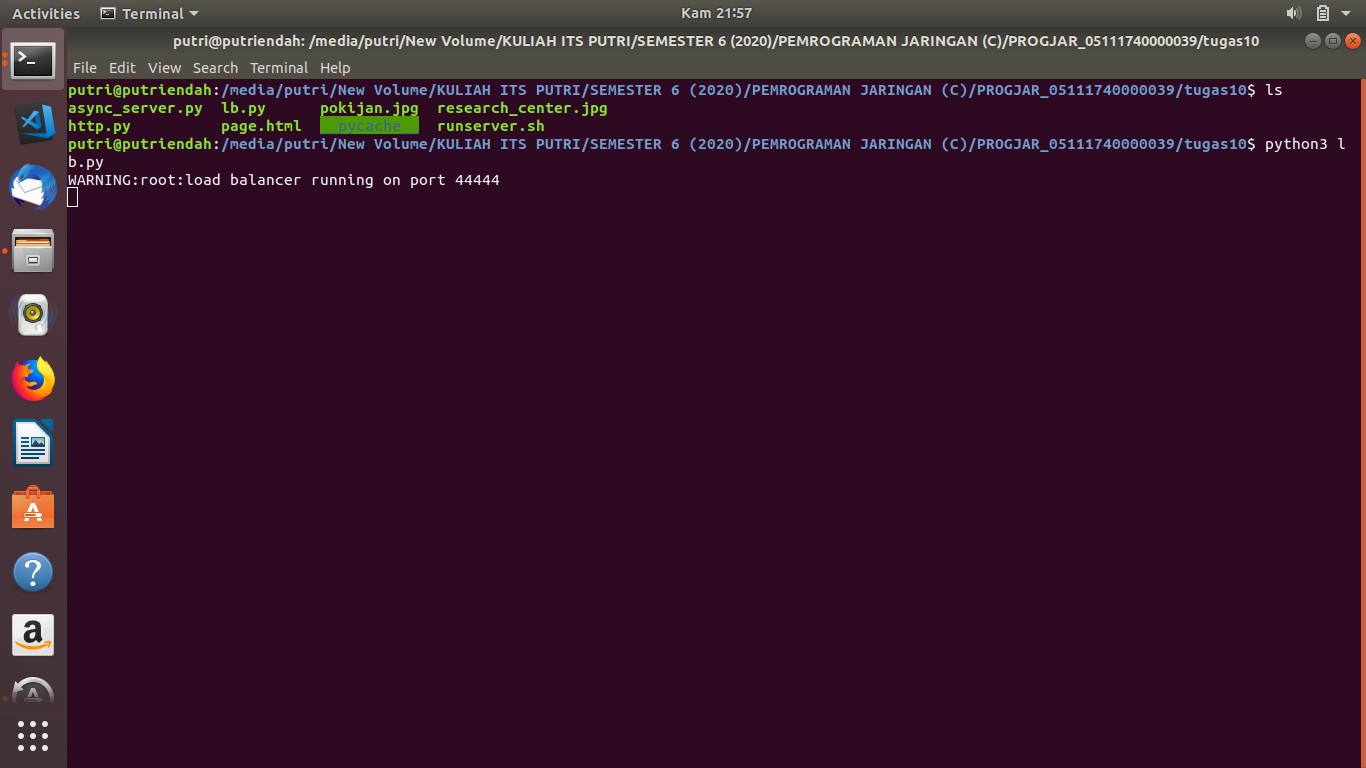 Activities Terminal Kam 21:57
putri@putriendah: /media/putri/New Volume/KULIAH ITS PUTRI/SEMESTER 6 (2020)/PEMROGRAMAN JARINGAN (C)/PROGJAR_05111740000039/tugas10
File Edit View Search Terminal Help
putri@putriendah:/media/putri/New Volume/KULIAH ITS PUTRI/SEMESTER 6 (2020)/PEMROGRAMAN JARINGAN (C)/PROGJAR_05111740000039/tugas10$ ls
async_server.py lb.py pokijan.jpg research_center.jpg
http.py page.html __pycache__ runserver.sh
putri@putriendah:/media/putri/New Volume/KULIAH ITS PUTRI/SEMESTER 6 (2020)/PEMROGRAMAN JARINGAN (C)/PROGJAR_05111740000039/tugas10$ python3 l
b.py
WARNING:root:load balancer running on port 44444